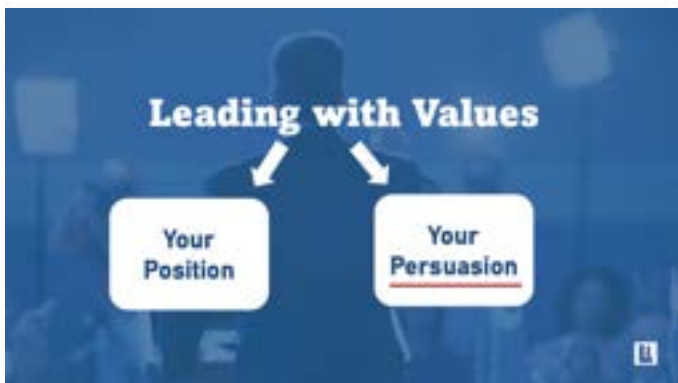 Leading with Values
Your
Position
Your
Persuasion